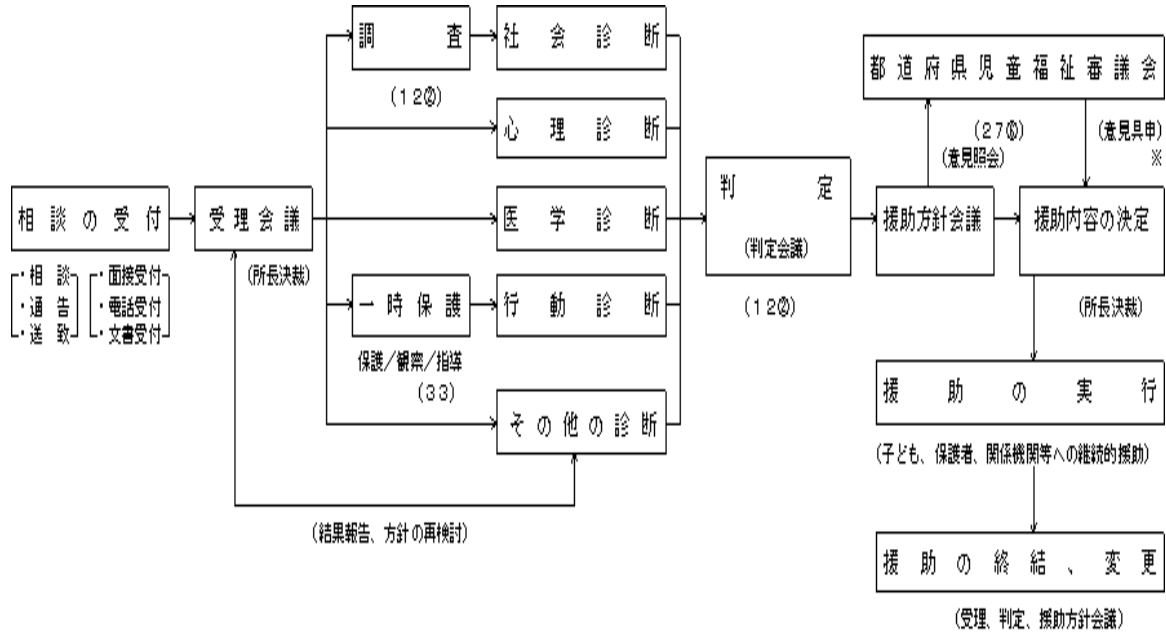 相談の受付
・相談
・通告
・送致
・面接受付
・電話受付
・文書受付
受理会議
(所長決裁)
調査
(12②)
社会診断
心理診断
医学診断
一時保護
保護／観察／指導
(33)
行動診断
その他の診断
(結果報告、方針の再検討)
判定
(判定会議)
(12②)
援助方針会議
都道府県児童福祉審議会
(27⑥)
(意見照会)
(意見具申)
※
援助内容の決定
(所長決裁)
援助の実行
(子ども、保護者、関係機関等への継続的援助)
援助の終結、変更
(受理、判定、援助方針会議)